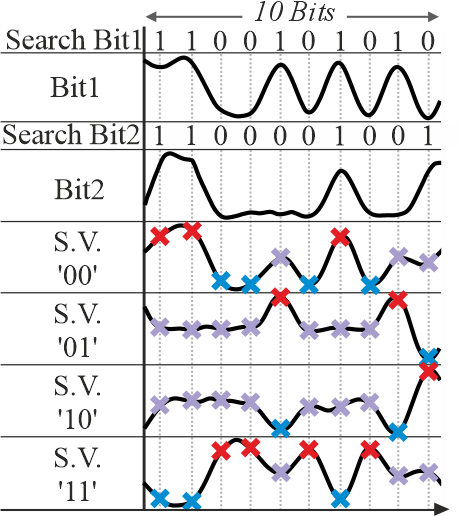 10 Bits
Search Bit1 1 1 0 0 1 0 1 0 1 0
Bit1
Search Bit2 1 1 0 0 0 0 1 0 0 1
Bit2
S.V.
'00'
S.V.
'01'
S.V.
'10'
S.V.
'11'